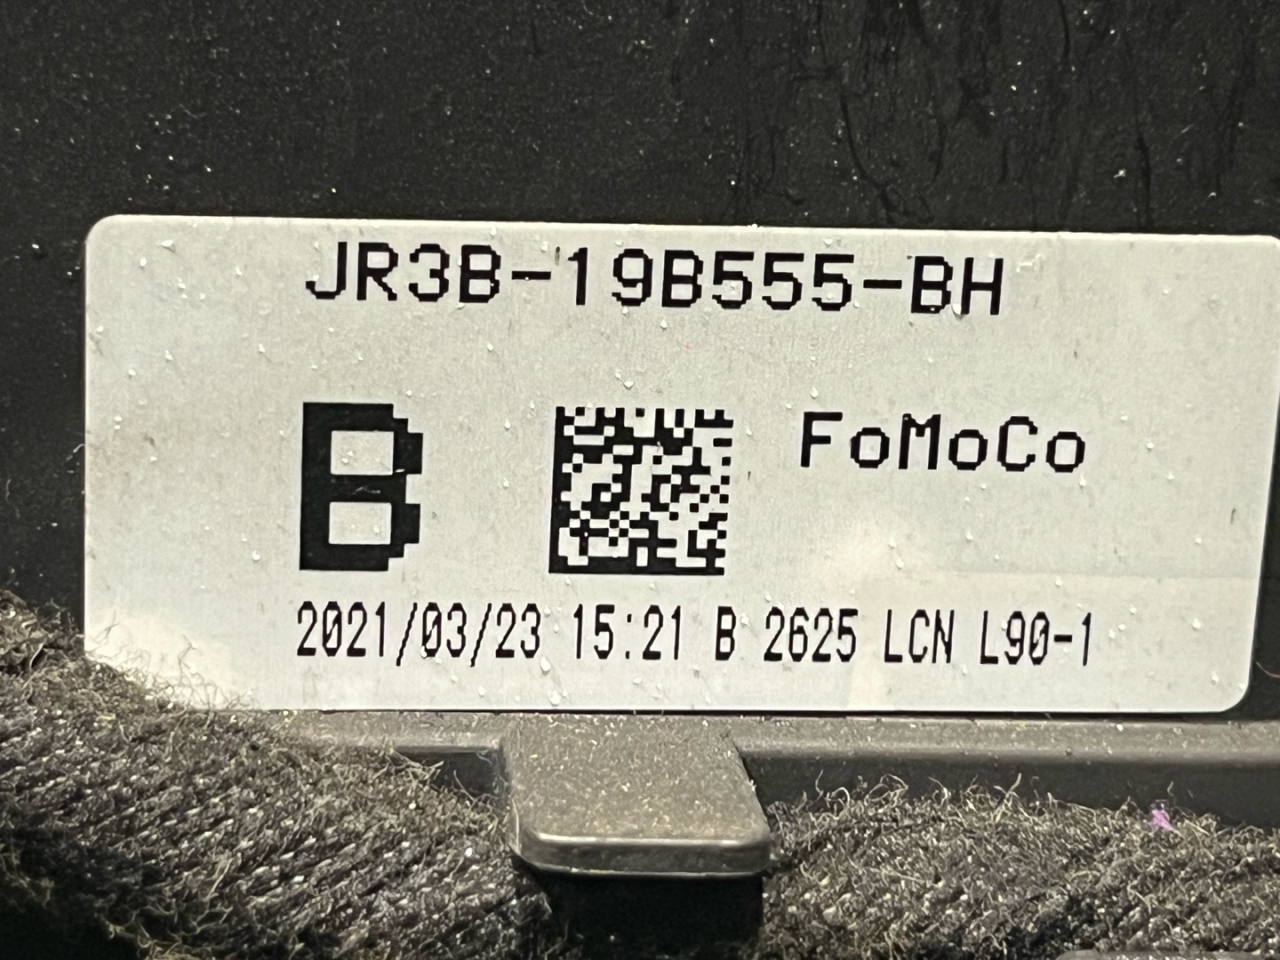 JR3B-19B555-BH
B
FoMoCo
2021/03/23 15:21 B 2625 LCN L90-1